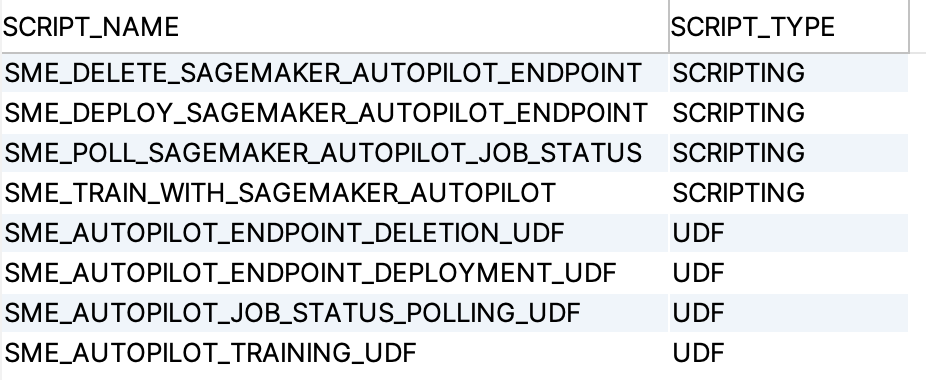 SCRIPT_NAME SCRIPT_TYPE
SME_DELETE_SAGEMAKER_AUTOPILOT_ENDPOINT SCRIPTING
SME_DEPLOY_SAGEMAKER_AUTOPILOT_ENDPOINT SCRIPTING
SME_POLL_SAGEMAKER_AUTOPILOT_JOB_STATUS SCRIPTING
SME_TRAIN_WITH_SAGEMAKER_AUTOPILOT SCRIPTING
SME_AUTOPILOT_ENDPOINT_DELETION_UDF UDF
SME_AUTOPILOT_ENDPOINT_DEPLOYMENT_UDF UDF
SME_AUTOPILOT_JOB_STATUS_POLLING_UDF UDF
SME_AUTOPILOT_TRAINING_UDF UDF